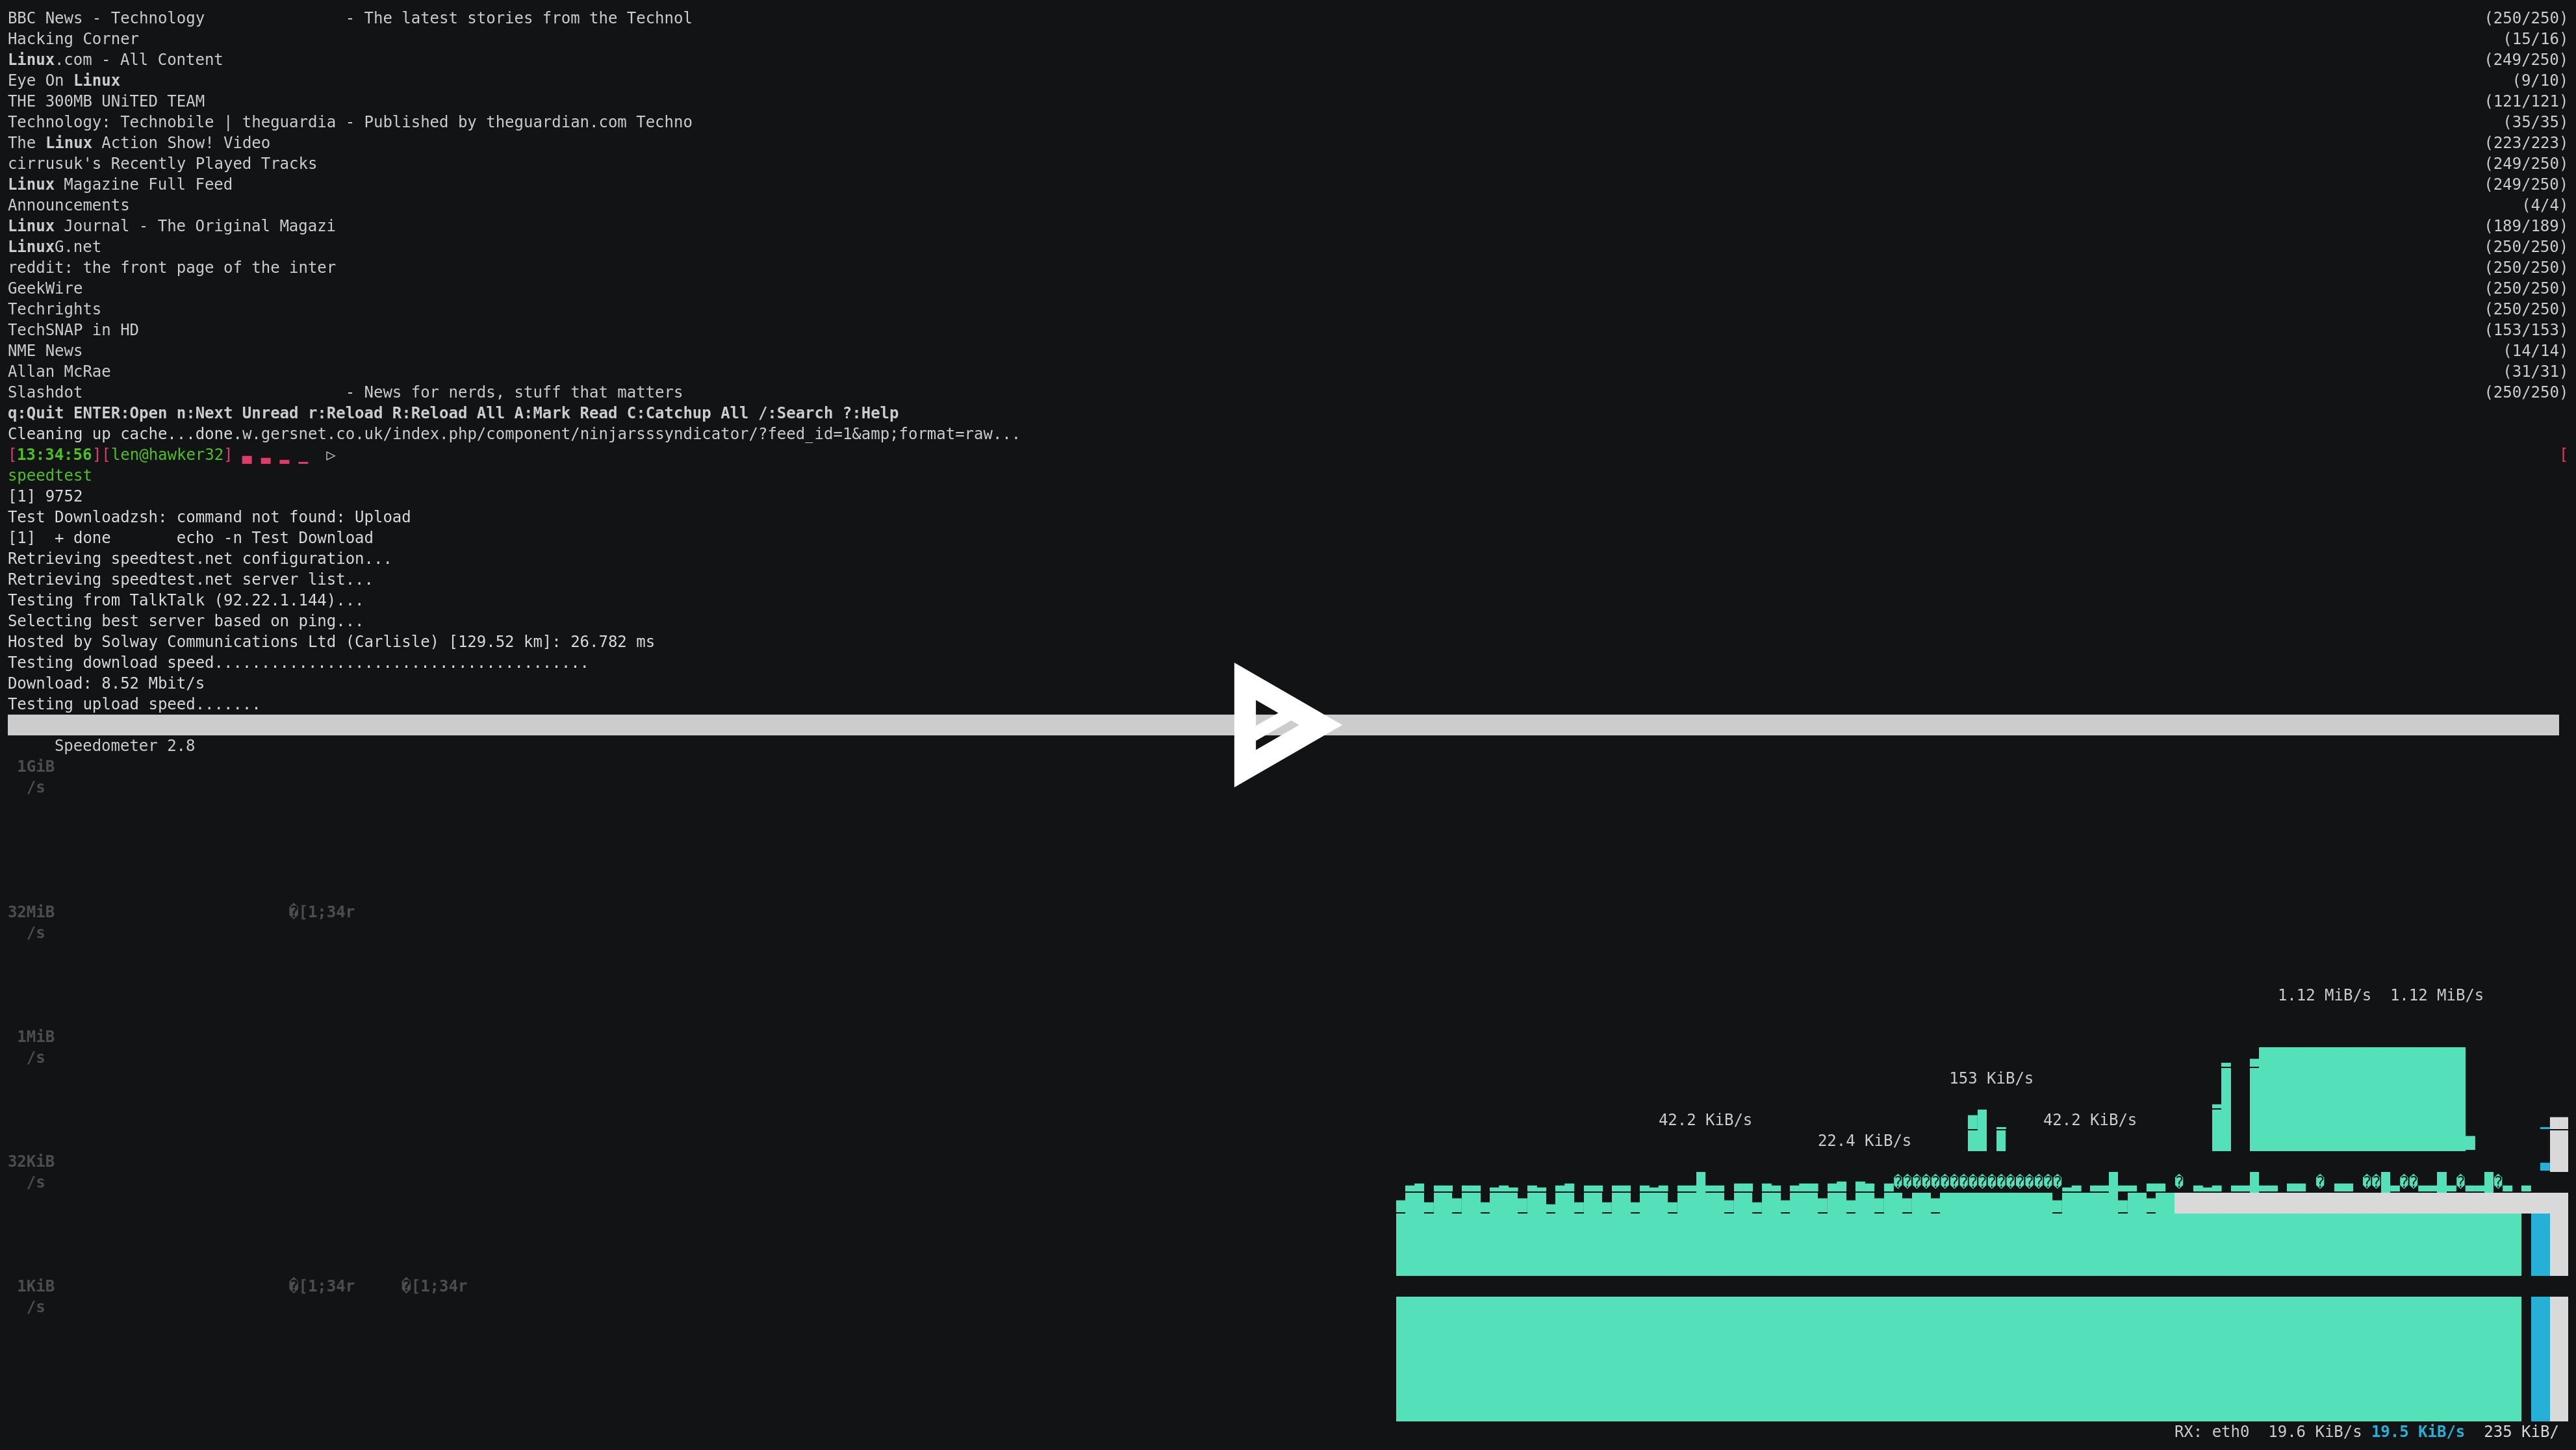 BBC News - Technology - The latest stories from the Technol (250/250)
Hacking Corner (15/16)
Linux.com - All Content (249/250)
Eye On Linux (9/10)
THE 300MB UNiTED TEAM (121/121)
Technology: Technobile | theguardia - Published by theguardian.com Techno (35/35)
The Linux Action Show! Video (223/223)
cirrusuk's Recently Played Tracks (249/250)
Linux Magazine Full Feed (249/250)
Announcements (4/4)
Linux Journal - The Original Magazi (189/189)
LinuxG.net (250/250)
reddit: the front page of the inter (250/250)
GeekWire (250/250)
Techrights (250/250)
TechSNAP in HD (153/153)
NME News (14/14)
Allan McRae (31/31)
Slashdot - News for nerds, stuff that matters (250/250)
q:Quit ENTER:Open n:Next Unread r:Reload R:Reload All A:Mark Read C:Catchup All /:Search ?:Help
Cleaning up cache...done.w.gersnet.co.uk/index.php/component/ninjarsssyndicator/?feed_id=1&amp;format=raw...
[13:34:56][len@hawker32] ▄ ▃ ▂ ▁ ▷ [
speedtest
[1] 9752
Test Downloadzsh: command not found: Upload
[1]  + done       echo -n Test Download
Retrieving speedtest.net configuration...
Retrieving speedtest.net server list...
Testing from TalkTalk (92.22.1.144)...
Selecting best server based on ping...
Hosted by Solway Communications Ltd (Carlisle) [129.52 km]: 26.782 ms
Testing download speed........................................
Download: 8.52 Mbit/s
Testing upload speed.......
Speedometer 2.8
1GiB
/s
32MiB �[1;34r
/s
1.12 MiB/s 1.12 MiB/s
1MiB
/s
153 KiB/s
42.2 KiB/s 42.2 KiB/s
22.4 KiB/s
32KiB
/s
1KiB �[1;34r �[1;34r
/s
RX: eth0 19.6 KiB/s 19.5 KiB/s 235 KiB/